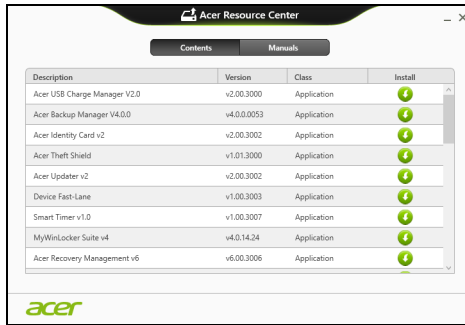 Acer Resource Center
Contents Manuals
Description Version Class Install
Acer USB Charge Manager V2.0 v2.00.3000 Application
Acer Backup Manager V4.0.0 v4.0.0.0053 Application
Acer Identity Card v2 v2.00.3002 Application
Acer Theft Shield v1.01.3000 Application
Acer Updater v2 v2.00.3002 Application
Device Fast-Lane v1.00.3003 Application
Smart Timer v1.0 v1.00.3007 Application
MyWinLocker Suite v4 v4.0.14.24 Application
Acer Recovery Management v6 v6.00.3006 Application
acer